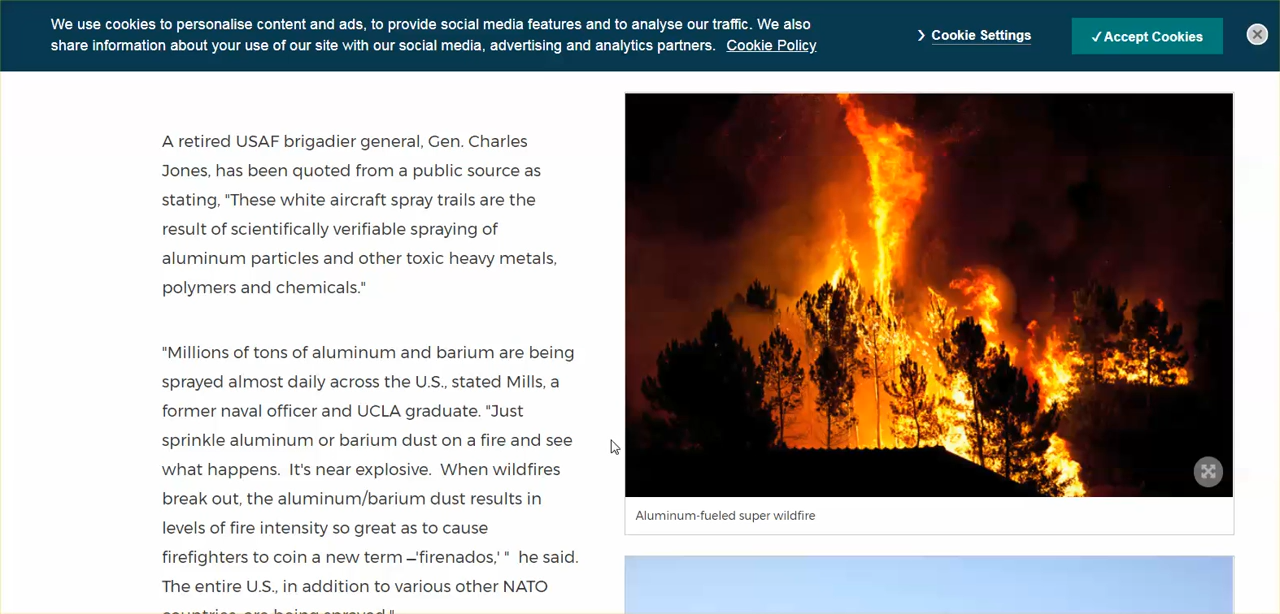 We use cookies to personalise content and ads, to provide social media features and to analyse our traffic. We also
share information about your use of our site with our social media, advertising and analytics partners. Cookie Policy
Cookie Settings
✓Accept Cookies
A retired USAF brigadier general, Gen. Charles
Jones, has been quoted from a public source as
stating, "These white aircraft spray trails are the
result of scientifically verifiable spraying of
aluminum particles and other toxic heavy metals,
polymers and chemicals."
"Millions of tons of aluminum and barium are being
sprayed almost daily across the U.S., stated Mills, a
former naval officer and UCLA graduate. "Just
sprinkle aluminum or barium dust on a fire and see
what happens.  It's near explosive.  When wildfires
break out, the aluminum/barium dust results in
levels of fire intensity so great as to cause
firefighters to coin a new term —'firenados,' "  he said.
The entire U.S., in addition to various other NATO
countries, are being sprayed."
Aluminum-fueled super wildfire